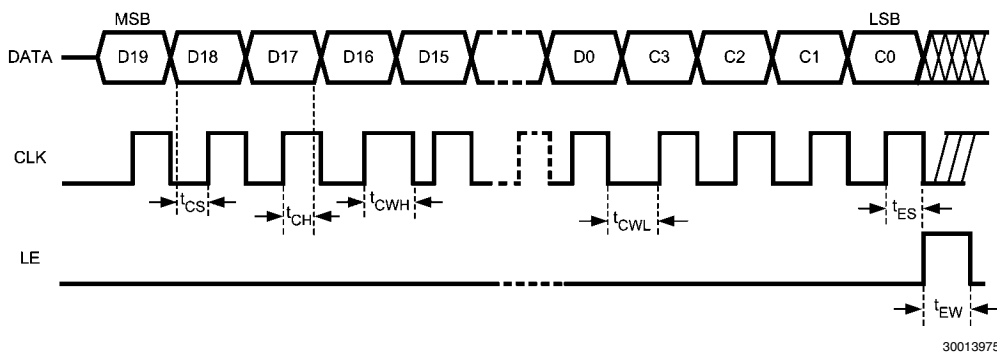 MSB LSB
DATA D19 D18 D17 D16 D15 D0 C3 C2 C1 C0
CLK
tCS tCH tCWH tCWL tES
LE
tEW
30013975